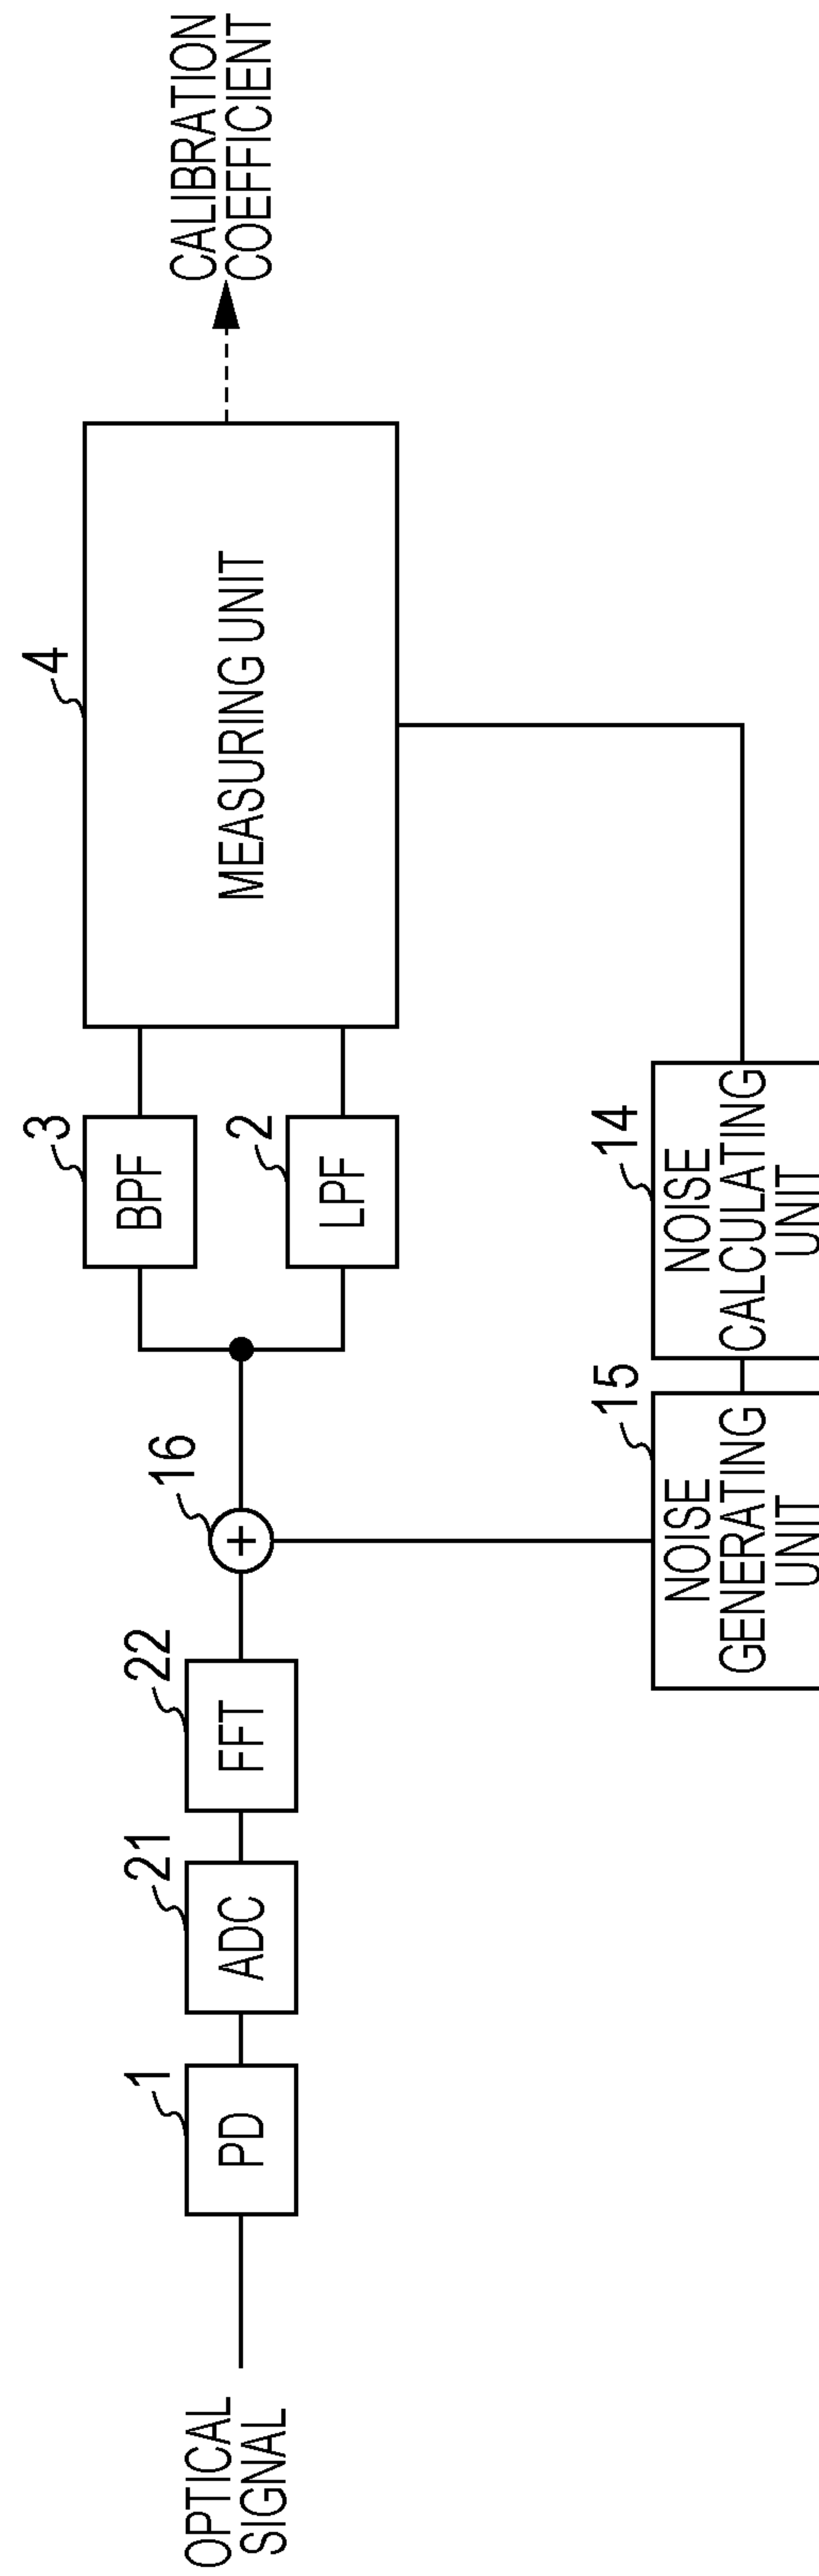 OPTICAL
SIGNAL
1
PD
21
ADC
22
FFT
16
+
3
BPF
2
LPF
4
MEASURING UNIT
CALIBRATION
COEFFICIENT
15
NOISE
GENERATING
UNIT
14
NOISE
CALCULATING
UNIT